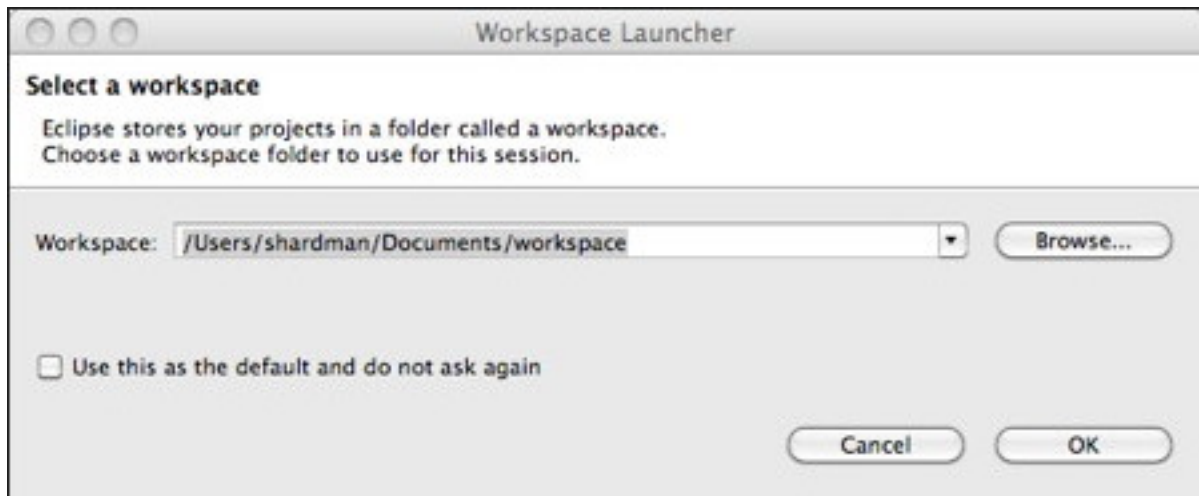 Workspace Launcher
Select a workspace
Eclipse stores your projects in a folder called a workspace.
Choose a workspace folder to use for this session.
Workspace: /Users/shardman/Documents/workspace Browse...
Use this as the default and do not ask again
Cancel OK